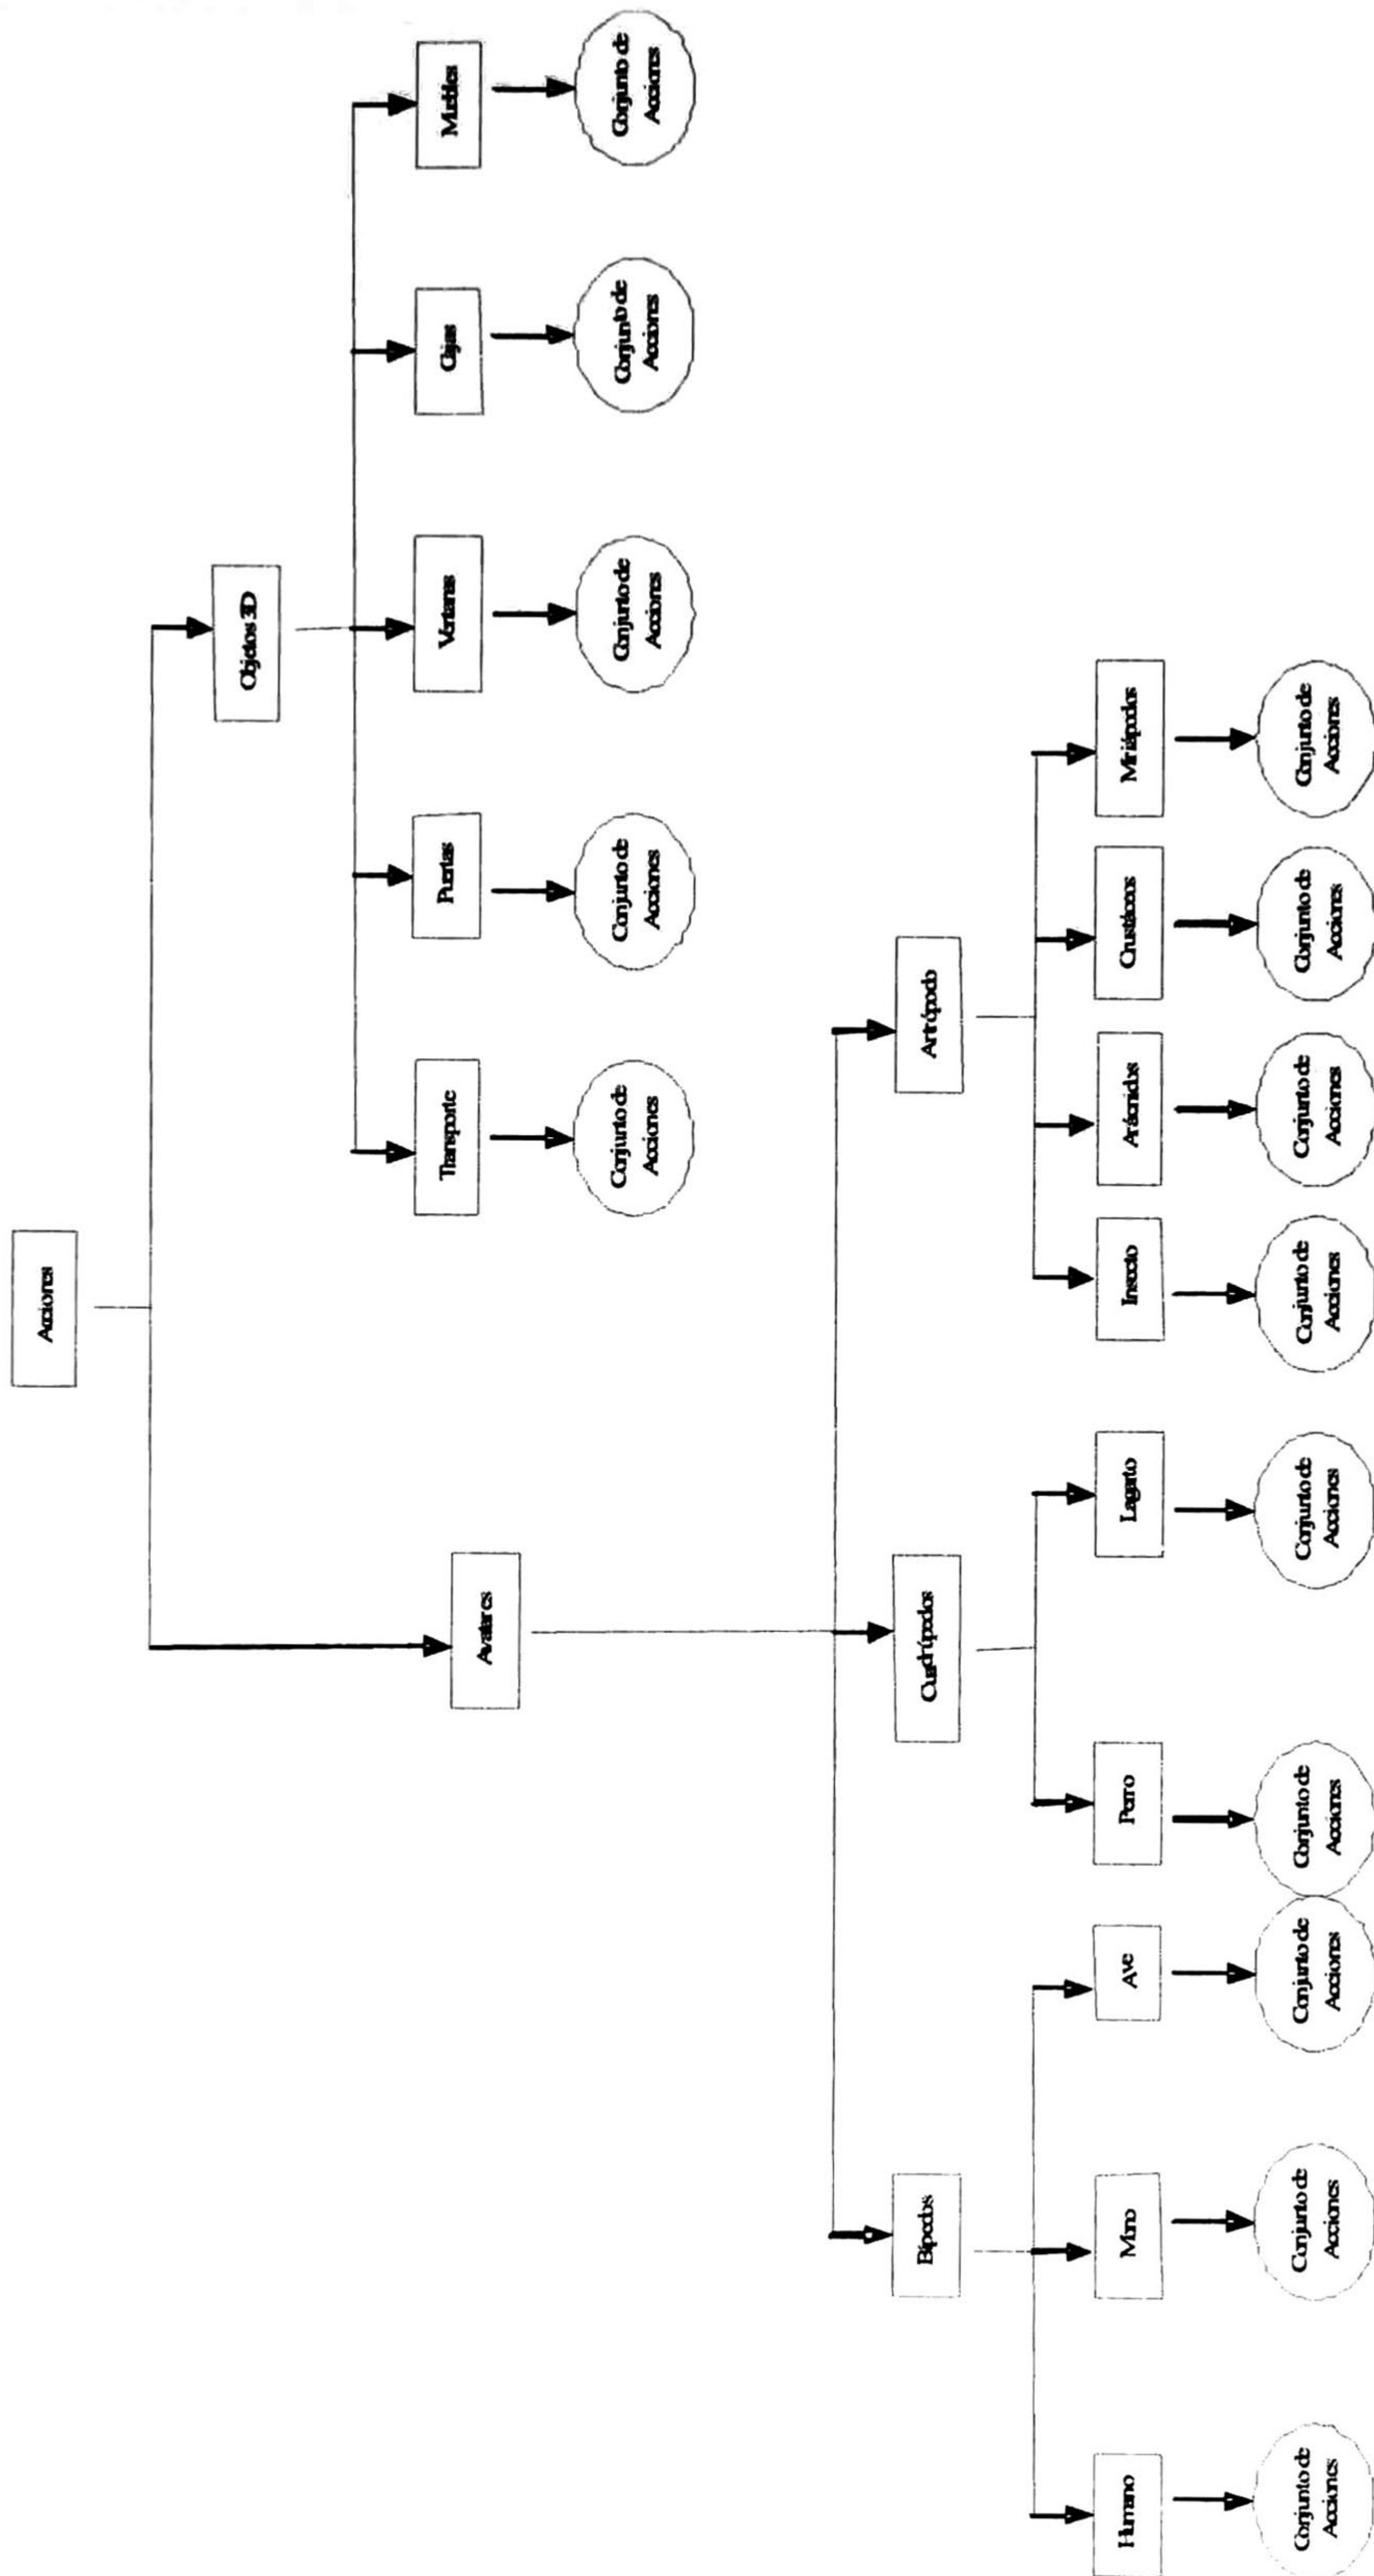 Acciones
Objetos 3D
Avatares
Transporte
Puertas
Ventanas
Cajas
Muebles
Conjunto de
Acciones
Conjunto de
Acciones
Conjunto de
Acciones
Conjunto de
Acciones
Conjunto de
Acciones
Bípedos
Cuadrúpedos
Artrópodo
Humano
Mono
Ave
Perro
Lagarto
Insecto
Arácnidos
Crustáceos
Miriápodos
Conjunto de
Acciones
Conjunto de
Acciones
Conjunto de
Acciones
Conjunto de
Acciones
Conjunto de
Acciones
Conjunto de
Acciones
Conjunto de
Acciones
Conjunto de
Acciones
Conjunto de
Acciones